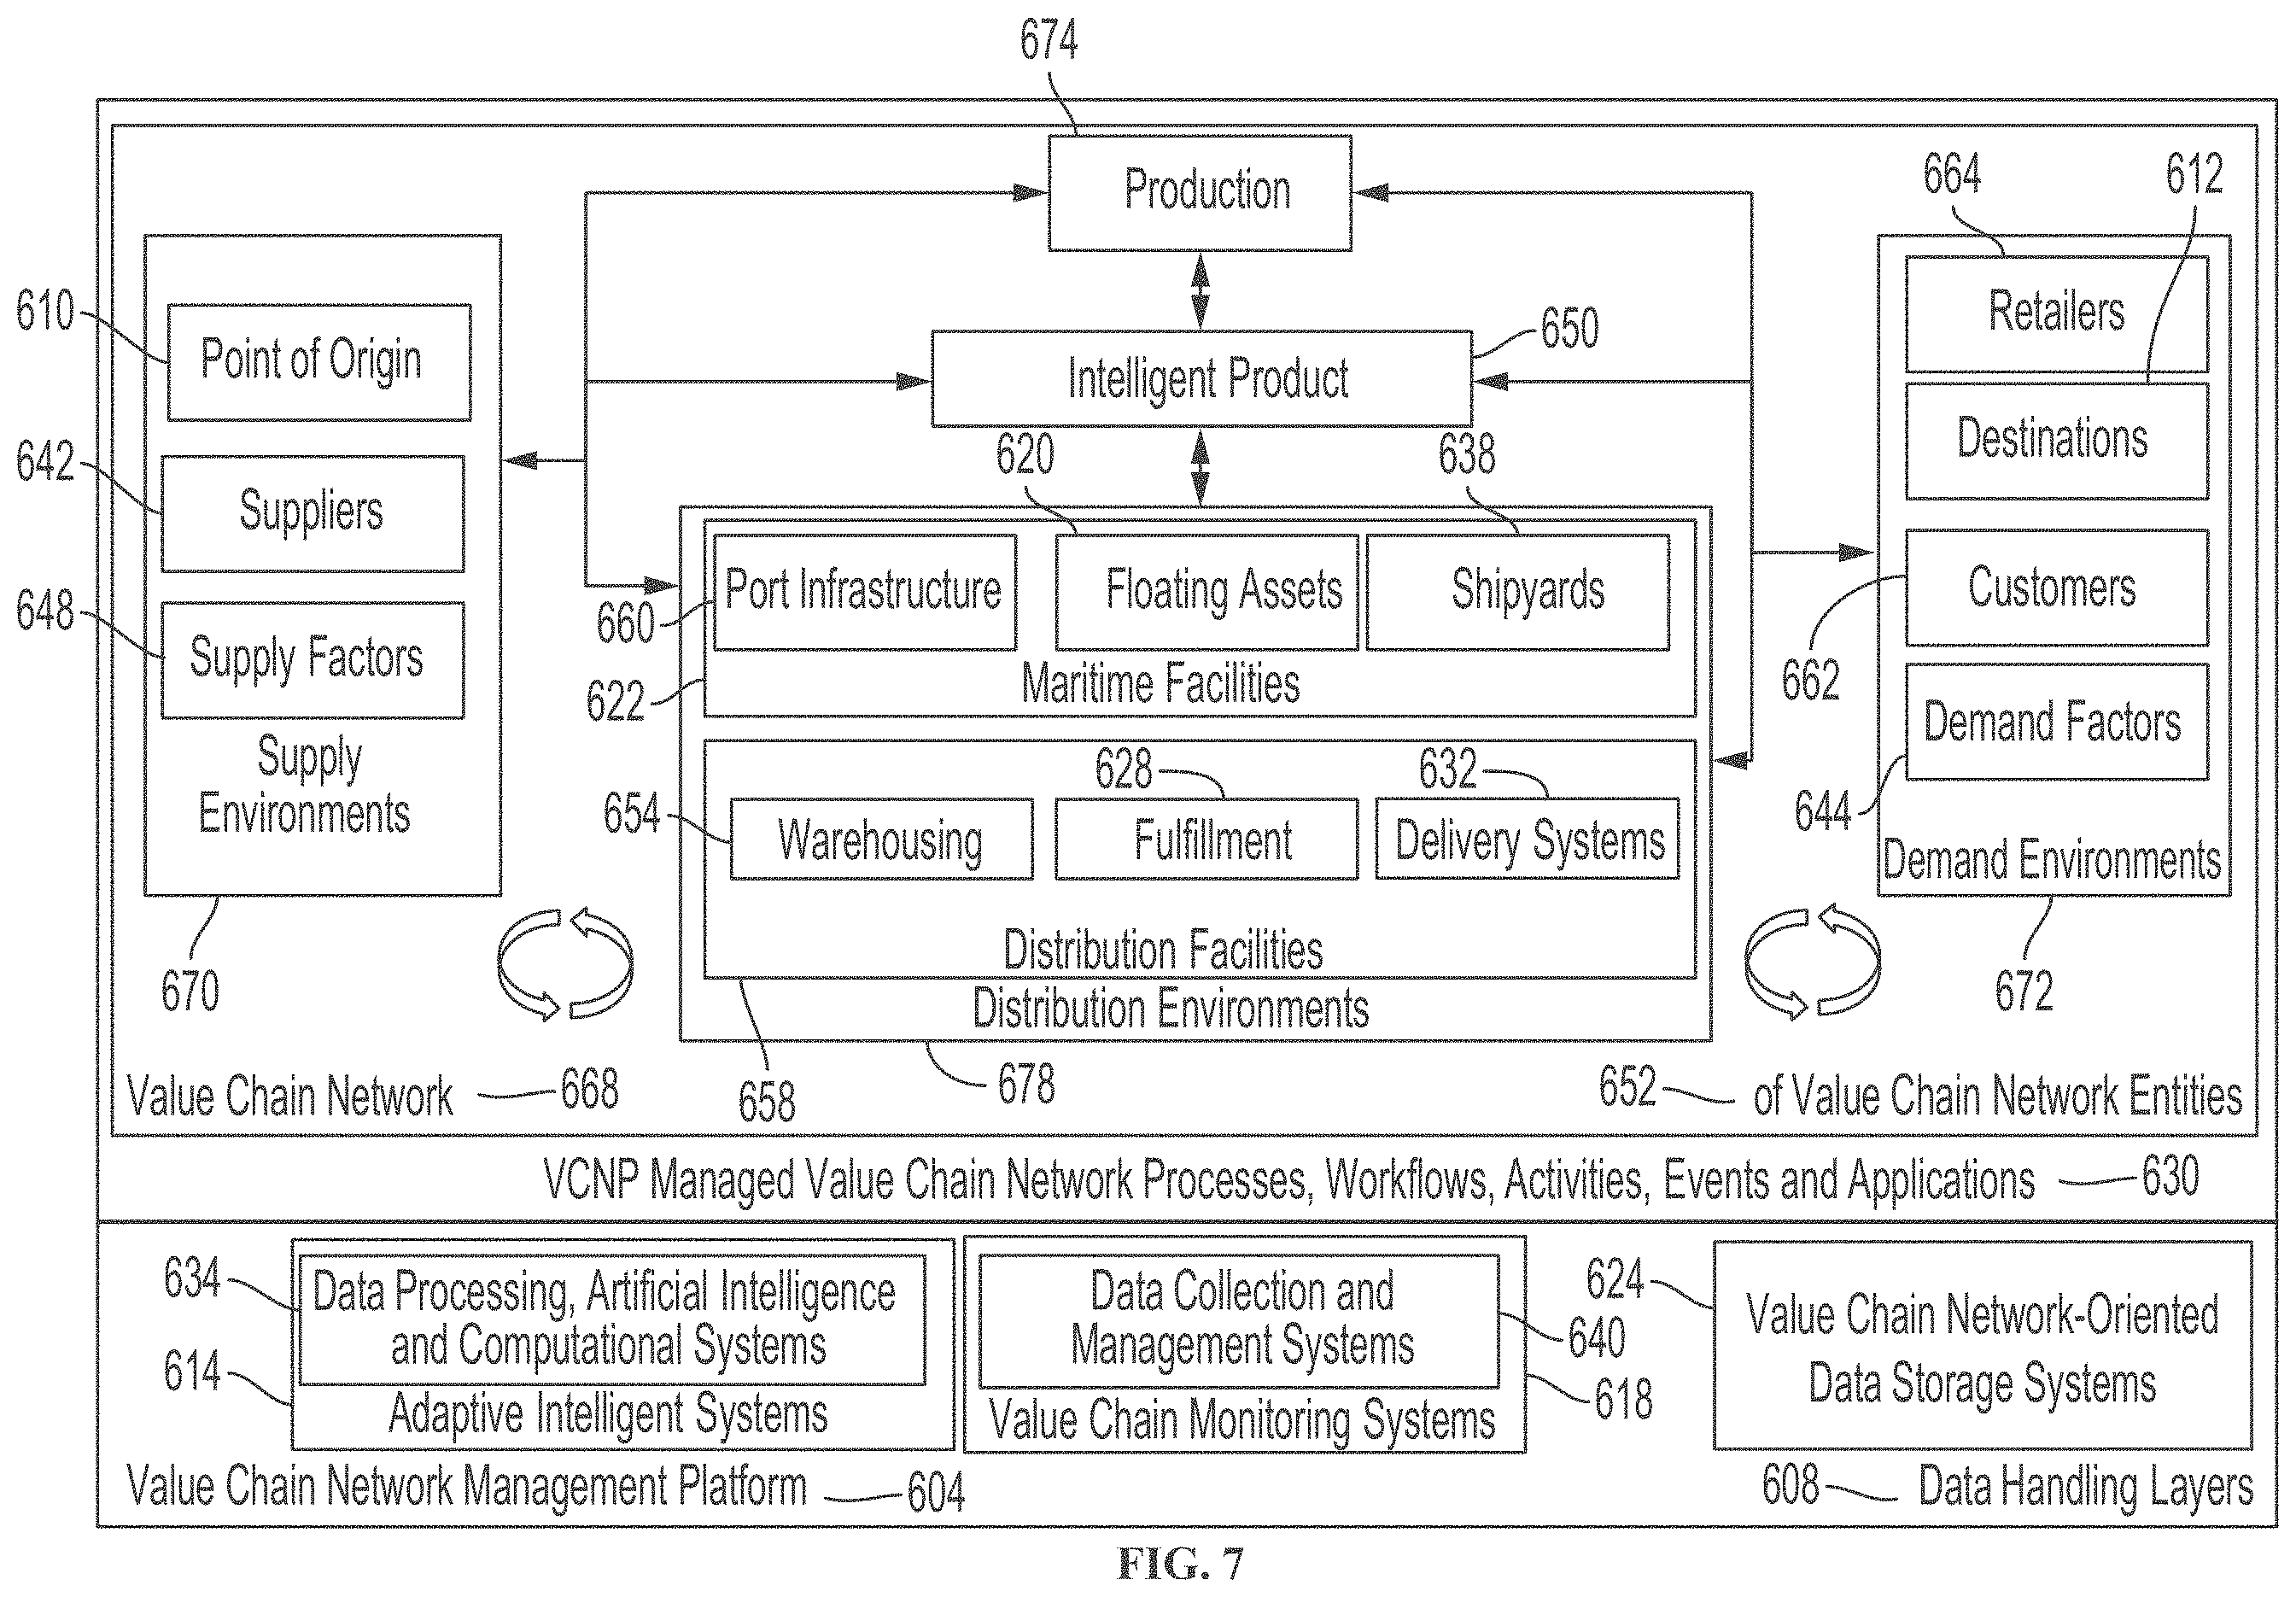 674
Production
664
612
610
Point of Origin
650
Intelligent Product
Retailers
Destinations
642
Suppliers
620
638
648
Supply Factors
Supply
Environments
660
Port Infrastructure
Floating Assets
Shipyards
622
Maritime Facilities
Customers
662
Demand Factors
644
Demand Environments
654
628
632
Warehousing
Fulfillment
Delivery Systems
Distribution Facilities
Distribution Environments
670
672
658
678
Value Chain Network
668
652
of Value Chain Network Entities
VCNP Managed Value Chain Network Processes, Workflows, Activities, Events and Applications
630
634
Data Processing, Artificial Intelligence
and Computational Systems
614
Adaptive Intelligent Systems
Data Collection and
Management Systems
640
618
Value Chain Monitoring Systems
624
Value Chain Network-Oriented
Data Storage Systems
Value Chain Network Management Platform
604
608
Data Handling Layers
FIG. 7